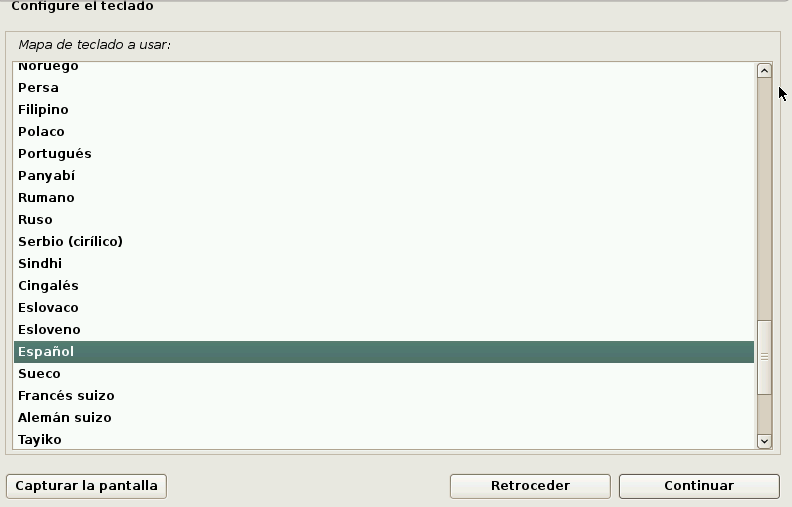 Configure el teclado
Mapa de teclado a usar:
Noruego
Persa
Filipino
Polaco
Portugués
Panyabí
Rumano
Ruso
Serbio (cirílico)
Sindhi
Cingalés
Eslovaco
Esloveno
Español
Sueco
Francés suizo
Alemán suizo
Tayiko
Capturar la pantalla
Retroceder
Continuar